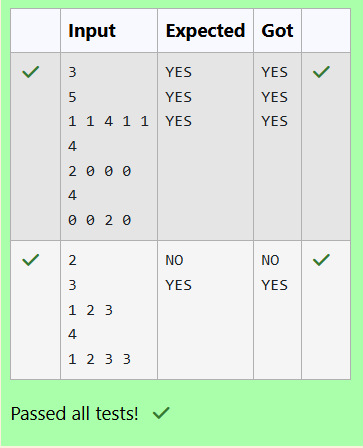 Input Expected Got
3 YES YES
5 YES YES
1 1 4 1 1 YES YES
4
2 0 0 0
4
0 0 2 0
2 NO NO
3 YES YES
1 2 3
4
1 2 3 3
Passed all tests!